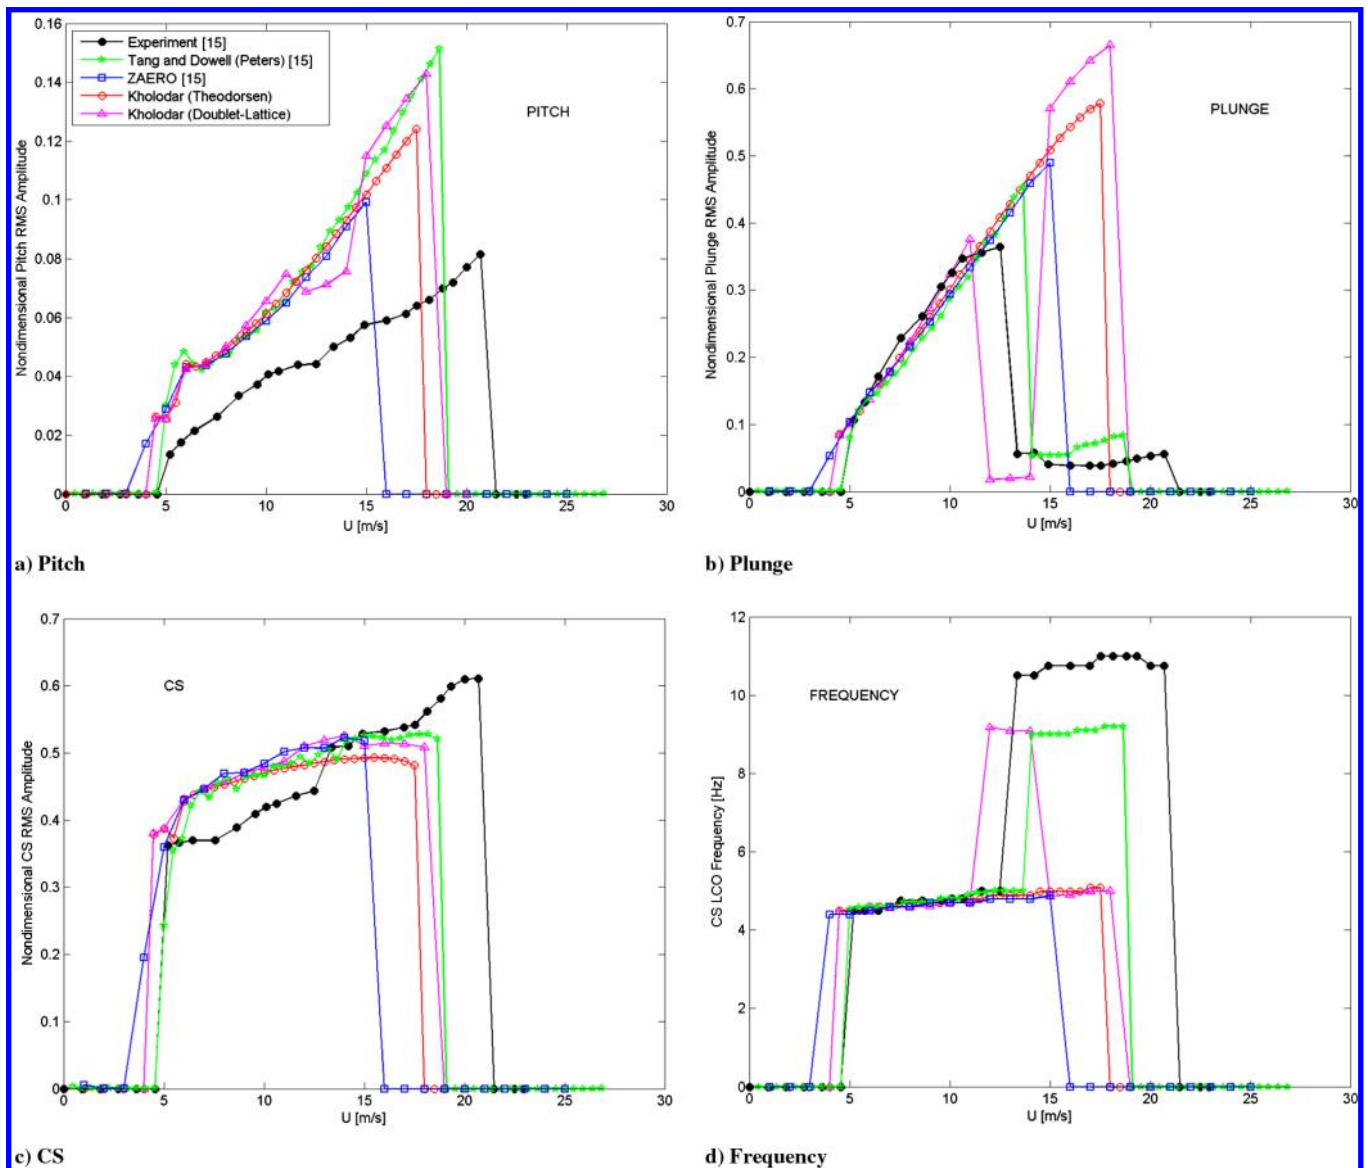 0.16
0.14
0.12
0.1
0.08
0.06
0.04
0.02
0
Nondimensional Pitch RMS Amplitude
Experiment [15]
Tang and Dowell (Peters) [15]
ZAERO [15]
Kholodar (Theodorsen)
Kholodar (Doublet-Lattice)
PITCH
0 5 10 15 20 25 30
U [m/s]
a) Pitch
0.7
0.6
0.5
0.4
0.3
0.2
0.1
0
Nondimensional Plunge RMS Amplitude
PLUNGE
0 5 10 15 20 25 30
U [m/s]
b) Plunge
0.7
0.6
0.5
0.4
0.3
0.2
0.1
0
Nondimensional CS RMS Amplitude
CS
0 5 10 15 20 25 30
U [m/s]
c) CS
12
10
8
6
4
2
0
CS LCO Frequency [Hz]
FREQUENCY
0 5 10 15 20 25 30
U [m/s]
d) Frequency